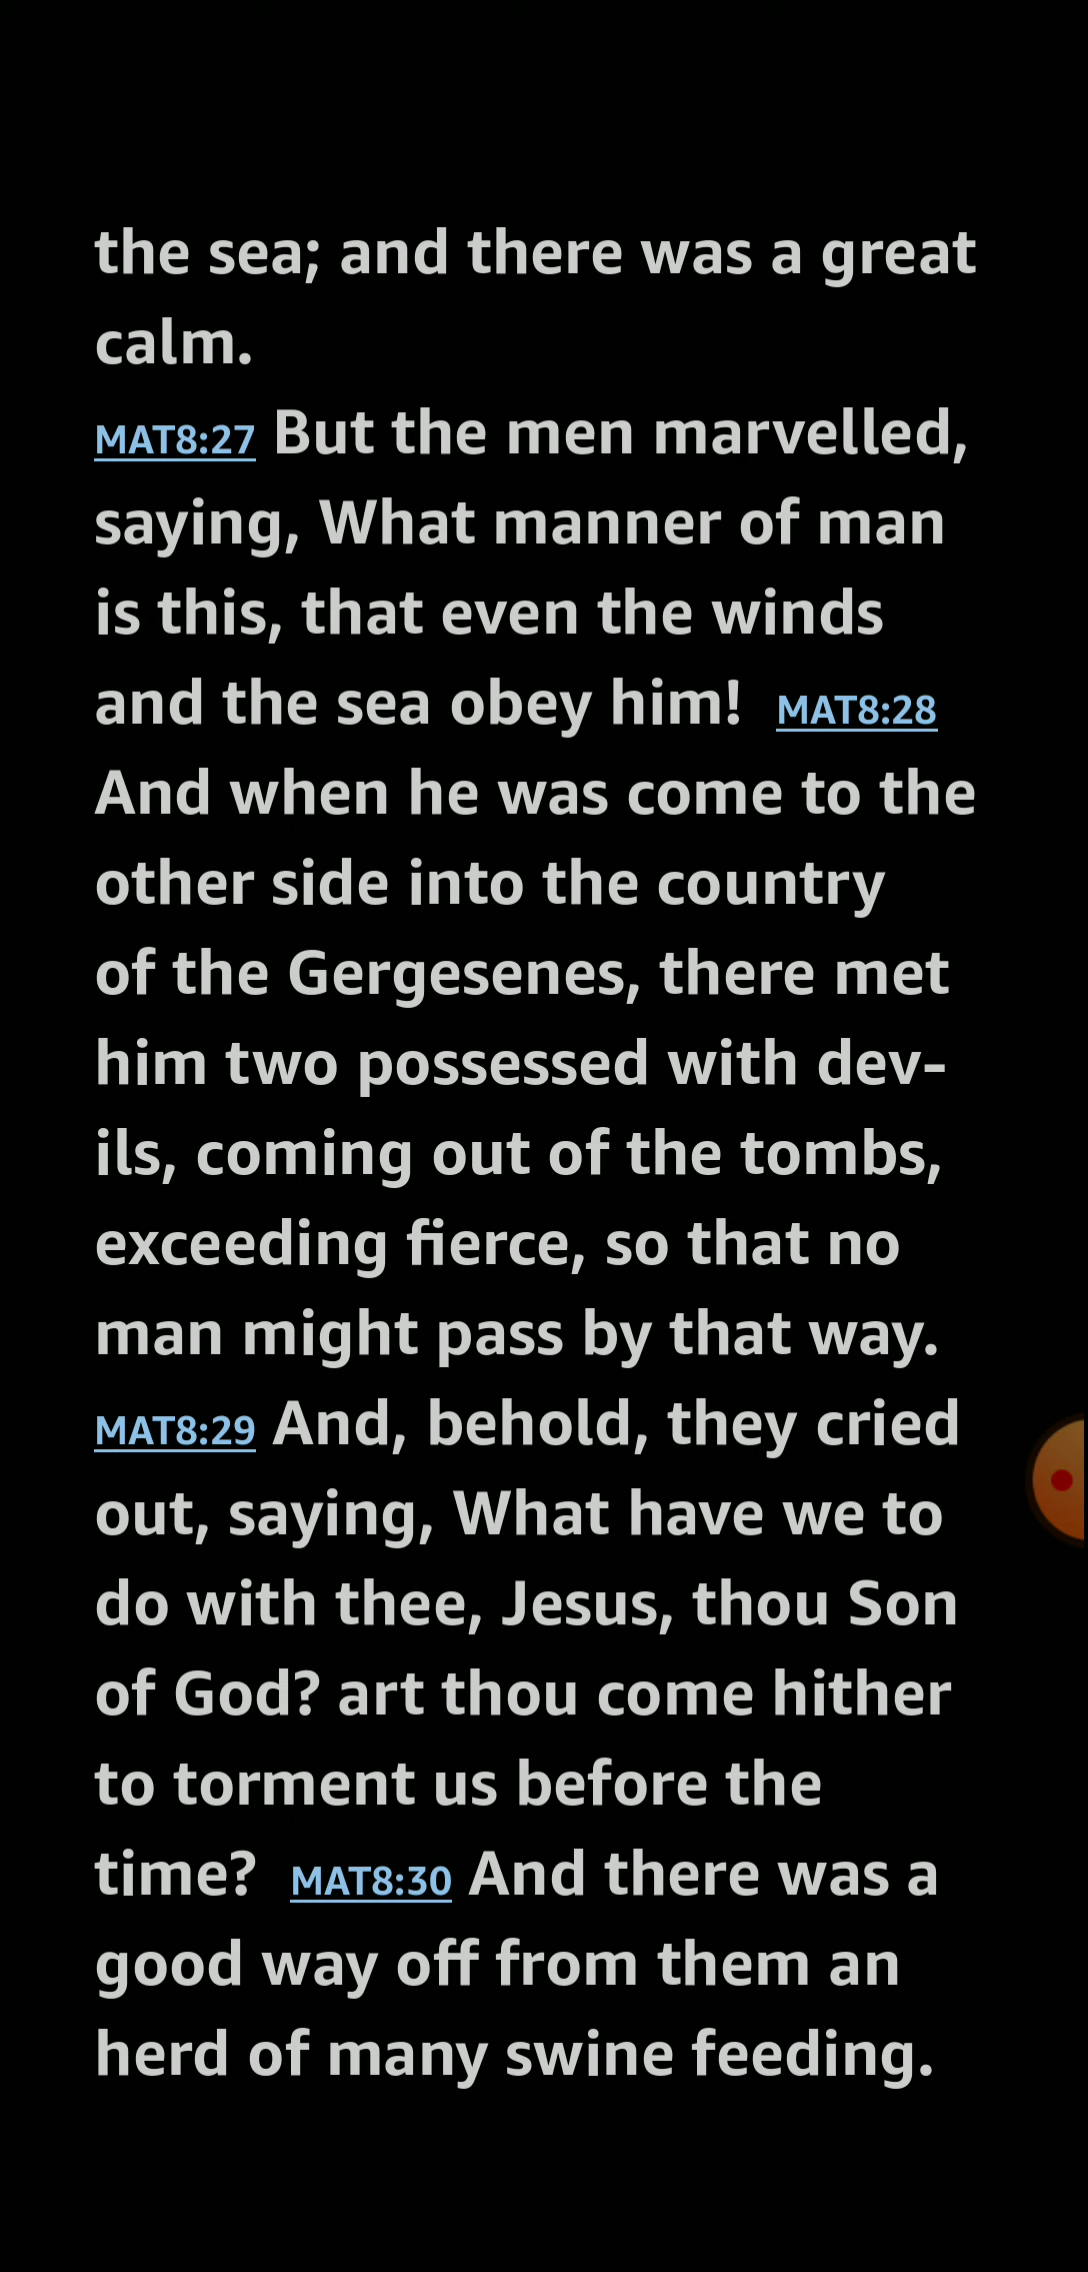 the sea; and there was a great
calm.
MAT8:27 But the men marvelled,
saying, What manner of man
is this, that even the winds
and the sea obey him! MAT8:28
And when he was come to the
other side into the country
of the Gergesenes, there met
him two possessed with dev-
ils, coming out of the tombs,
exceeding fierce, so that no
man might pass by that way.
MAT8:29 And, behold, they cried
out, saying, What have we to
do with thee, Jesus, thou Son
of God? art thou come hither
to torment us before the
time? MAT8:30 And there was a
good way off from them an
herd of many swine feeding.